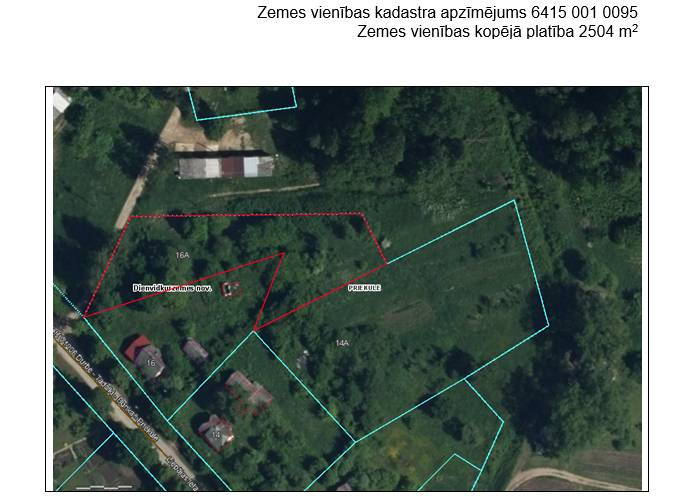 Zemes vienības kadastra apzīmējums 6415 001 0095
Zemes vienības kopējā platība 2504 m²
16A
Dienvidkurzemes nov.
PRIEKULE
14A
16
14